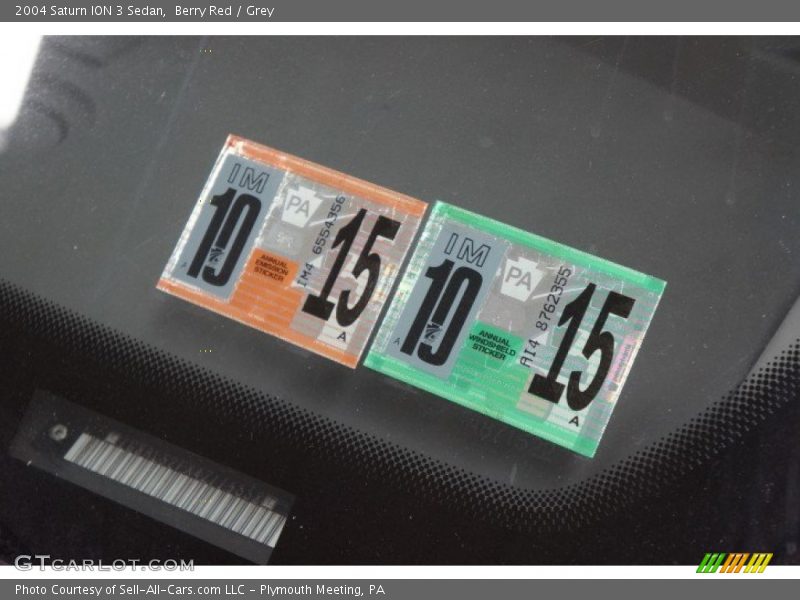 2004 Saturn ION 3 Sedan,  Berry Red / Grey
IM
10
PA
IM4 6554356
15
ANNUAL
EMISSION
STICKER
A
IM
10
PA
AI4 8762355
15
ANNUAL
WINDSHIELD
STICKER
A
A
GTCARLOT.COM
Photo Courtesy of Sell-All-Cars.com LLC - Plymouth Meeting, PA